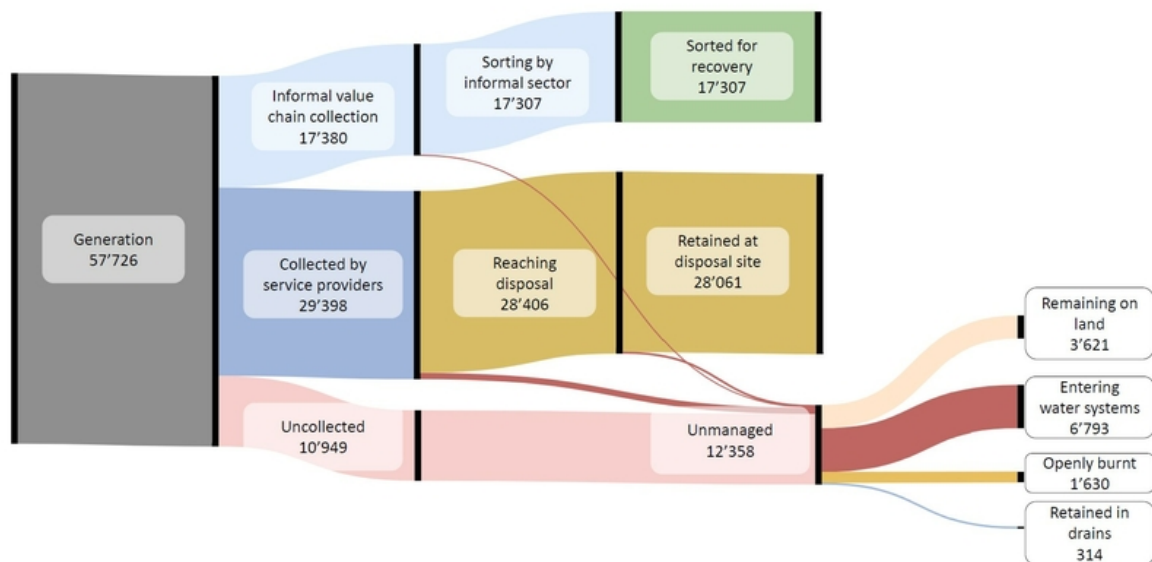 Generation
57’726
Informal value
chain collection
17’380
Collected by
service providers
29’398
Uncollected
10’949
Sorting by
informal sector
17’307
Reaching
disposal
28’406
Sorted for
recovery
17’307
Retained at
disposal site
28’061
Unmanaged
12’358
Remaining on
land
3’621
Entering
water systems
6’793
Openly burnt
1’630
Retained in
drains
314